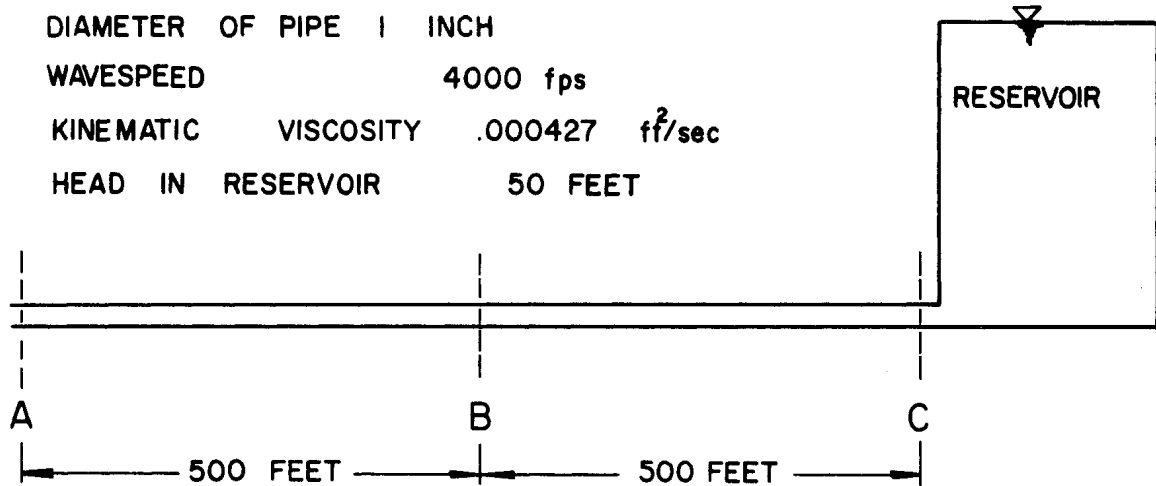 DIAMETER OF PIPE 1 INCH
WAVESPEED 4000 fps
KINEMATIC VISCOSITY .000427 ff²/sec
HEAD IN RESERVOIR 50 FEET
RESERVOIR
A B C
500 FEET 500 FEET